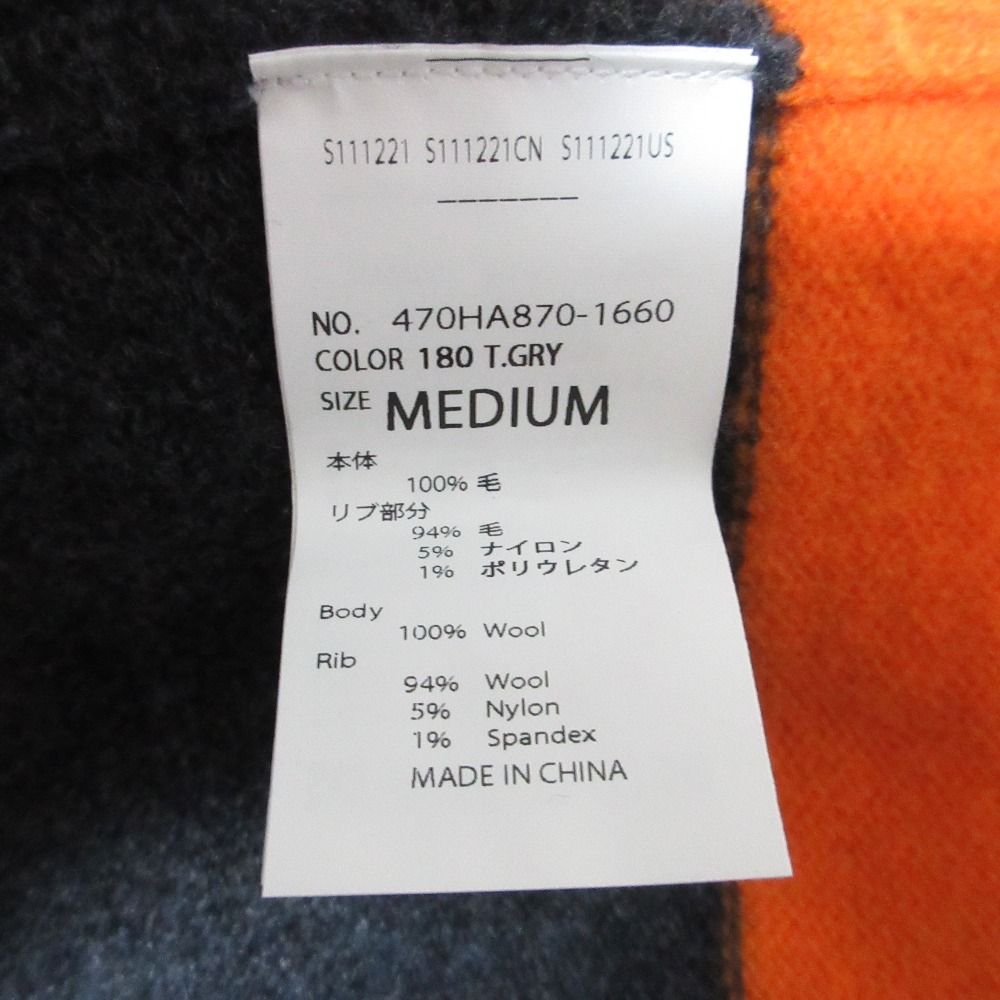 S111221 S111221CN S111221US
-------
NO. 470HA870-1660
COLOR 180 T.GRY
SIZE MEDIUM
本体
100% 毛
リブ部分
94% 毛
5% ナイロン
1% ポリウレタン
Body
100% Wool
Rib
94% Wool
5% Nylon
1% Spandex
MADE IN CHINA